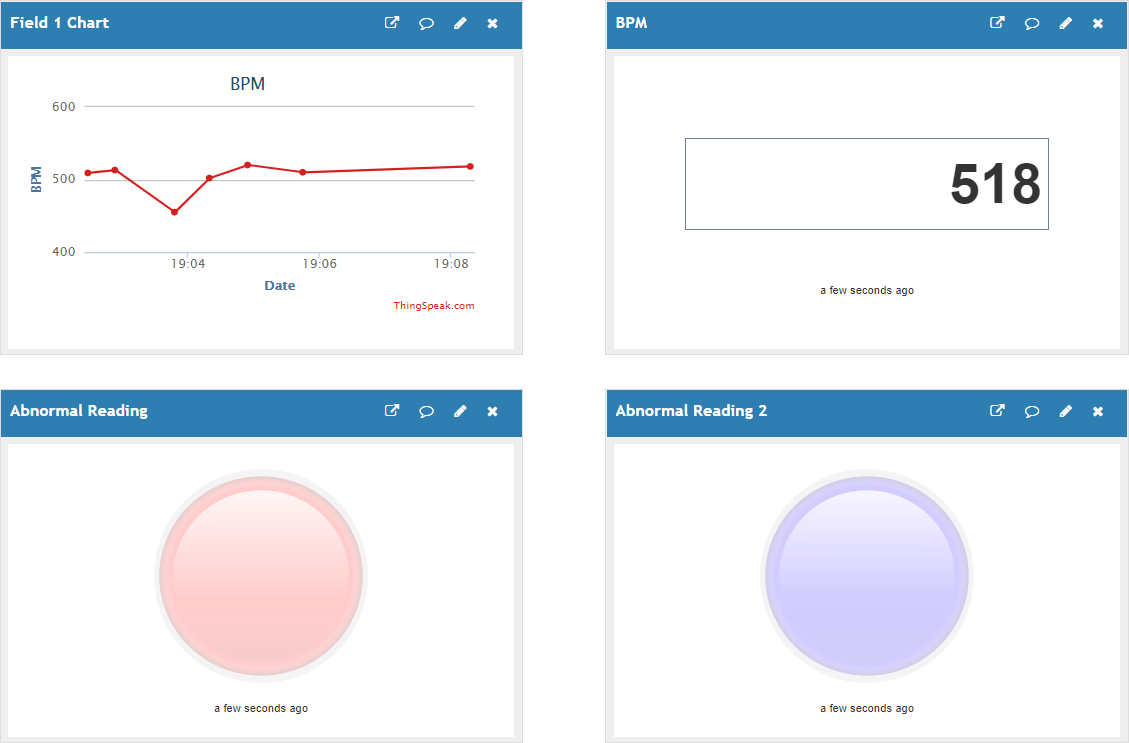 Field 1 Chart
BPM
600
500
400
BPM
19:04 19:06 19:08
Date
ThingSpeak.com
BPM
518
a few seconds ago
Abnormal Reading
a few seconds ago
Abnormal Reading 2
a few seconds ago